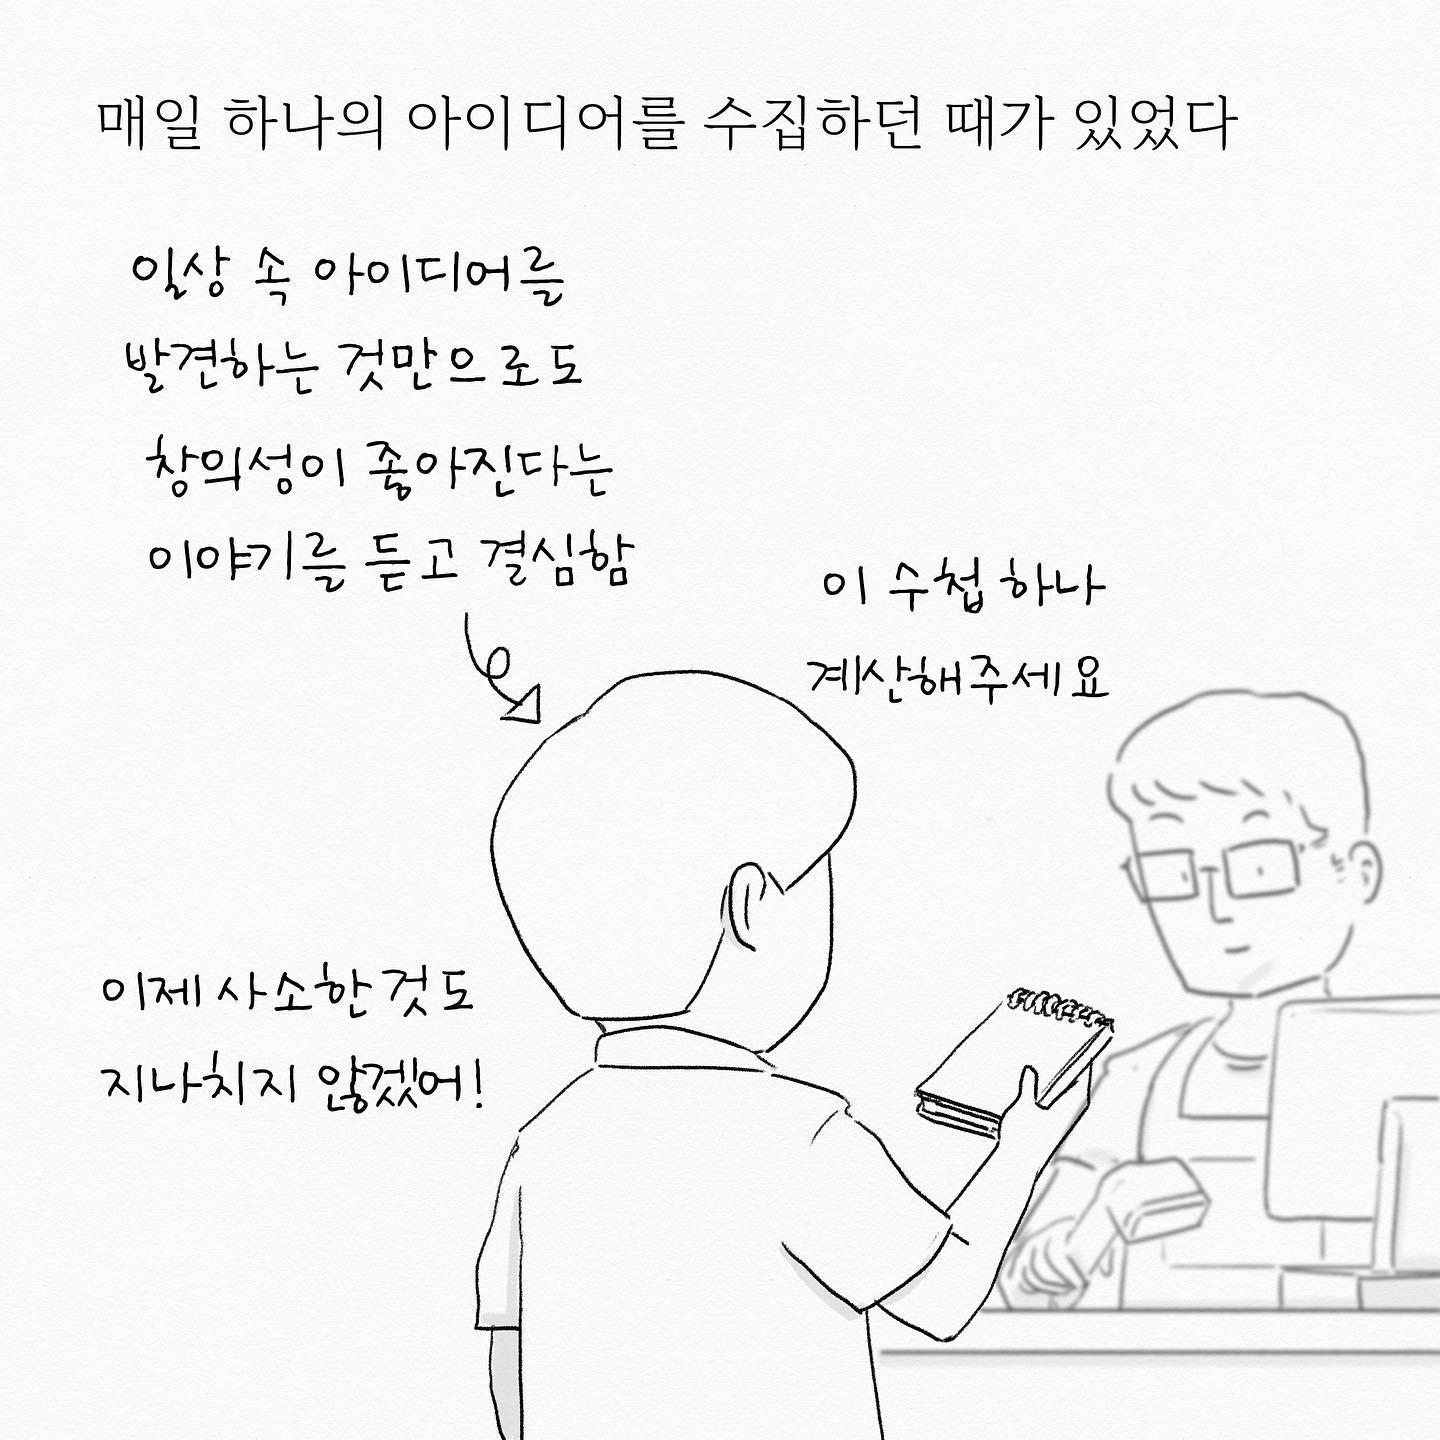 매일 하나의 아이디어를 수집하던 때가 있었다
일상 속 아이디어를
발견하는 것만으로도
창의성이 좋아진다는
이야기를 듣고 결심함
이 수첩 하나
계산해주세요
이제 사소한 것도
지나치지 않겠어!